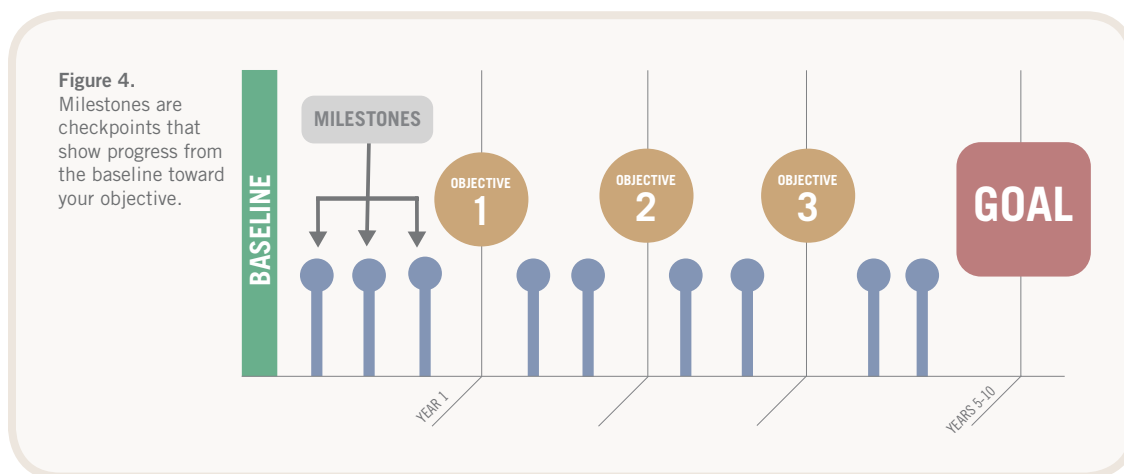 Figure 4.
Milestones are
checkpoints that
show progress from
the baseline toward
your objective.
BASELINE
MILESTONES
OBJECTIVE
1
OBJECTIVE
2
OBJECTIVE
3
GOAL
YEAR 1
YEARS 5-10